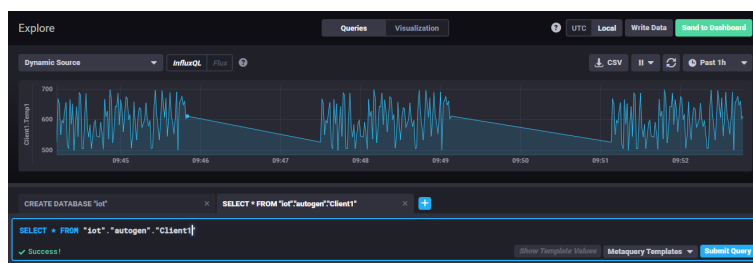 Explore
Queries Visualization
UTC Local Write Data Send to Dashboard
Dynamic Source InfluxQL Flux
CSV Past 1h
Client1.Temp1
700
600
500
09:45 09:46 09:47 09:48 09:49 09:50 09:51 09:52
CREATE DATABASE "iot" × SELECT * FROM "iot"."autogen"."Client1" × +
SELECT * FROM "iot"."autogen"."Client1"
Success!
Show Template Values Metaquery Templates Submit Query